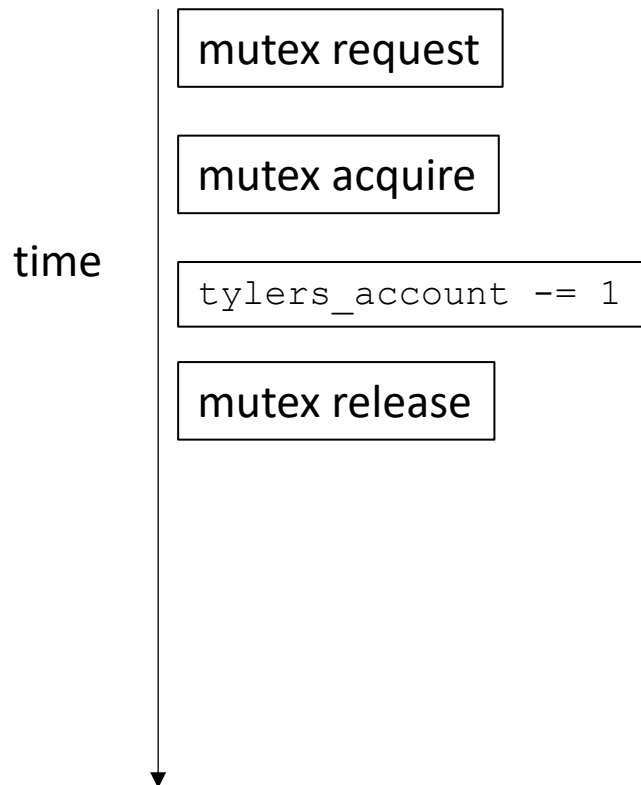 mutex request
mutex acquire
time
tylers_account -= 1
mutex release